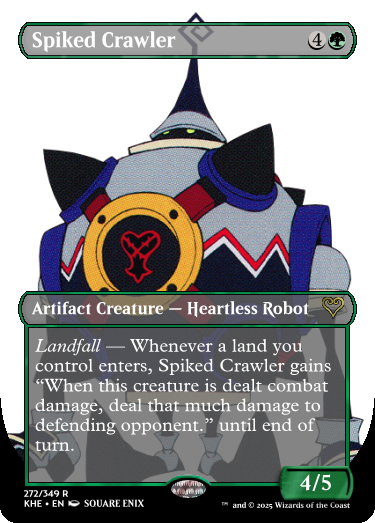 Spiked Crawler 4
Artifact Creature — Heartless Robot
Landfall — Whenever a land you
control enters, Spiked Crawler gains
“When this creature is dealt combat
damage, deal that much damage to
defending opponent.” until end of
turn.
4/5
272/349 R
KHE • EN SQUARE ENIX
™ and © 2025 Wizards of the Coast